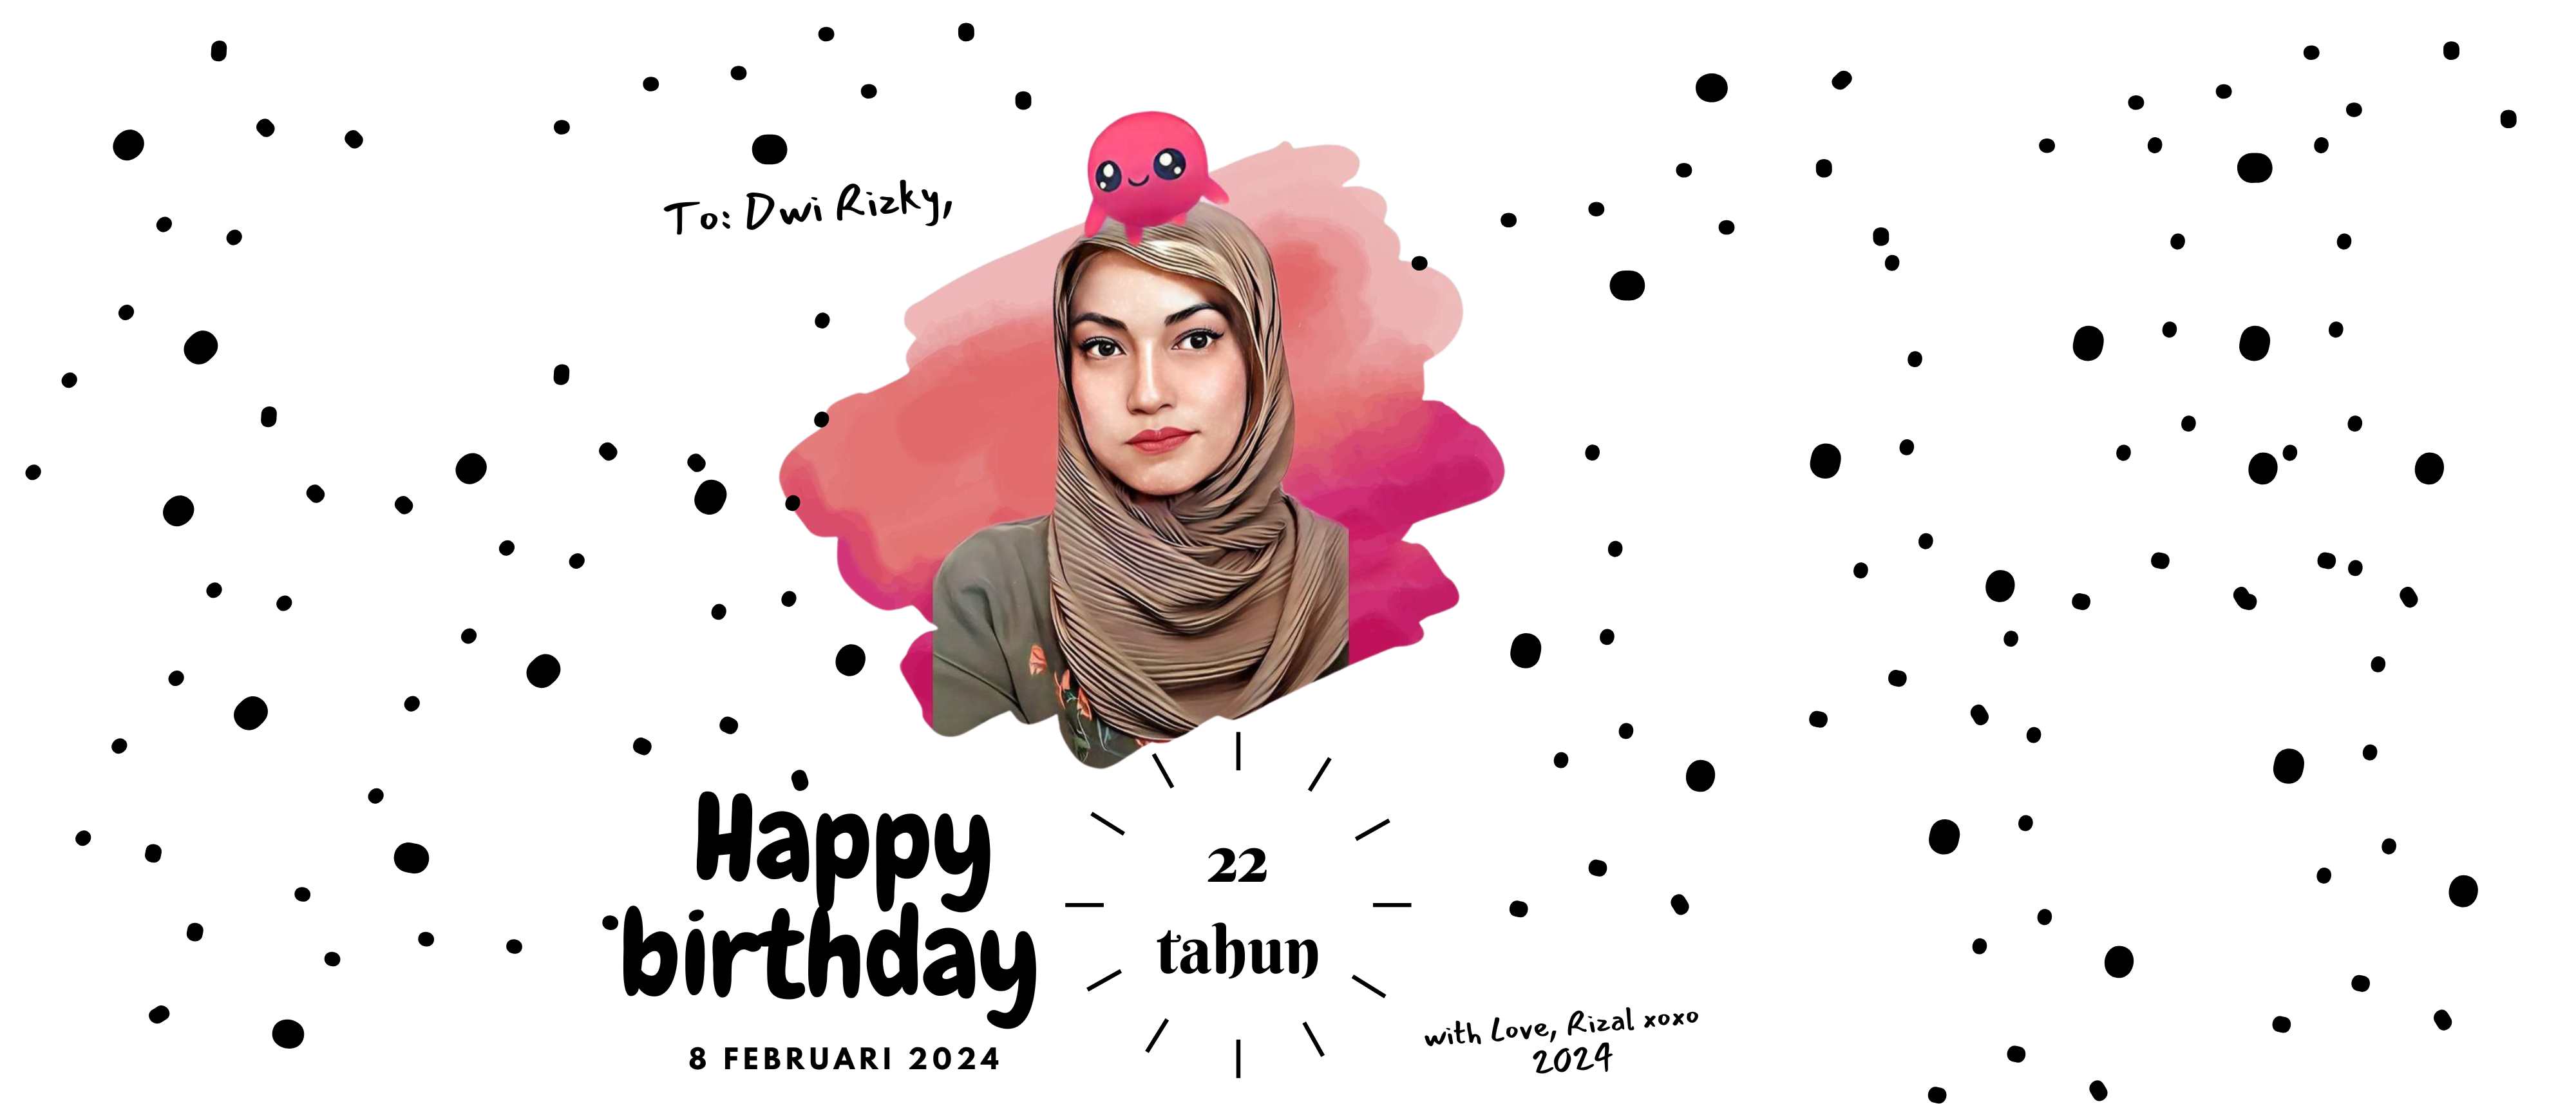 To: Dwi Rizky,
Happy
birthday
8 FEBRUARI 2024
22
tahun
with Love, Rizal xoxo
2024